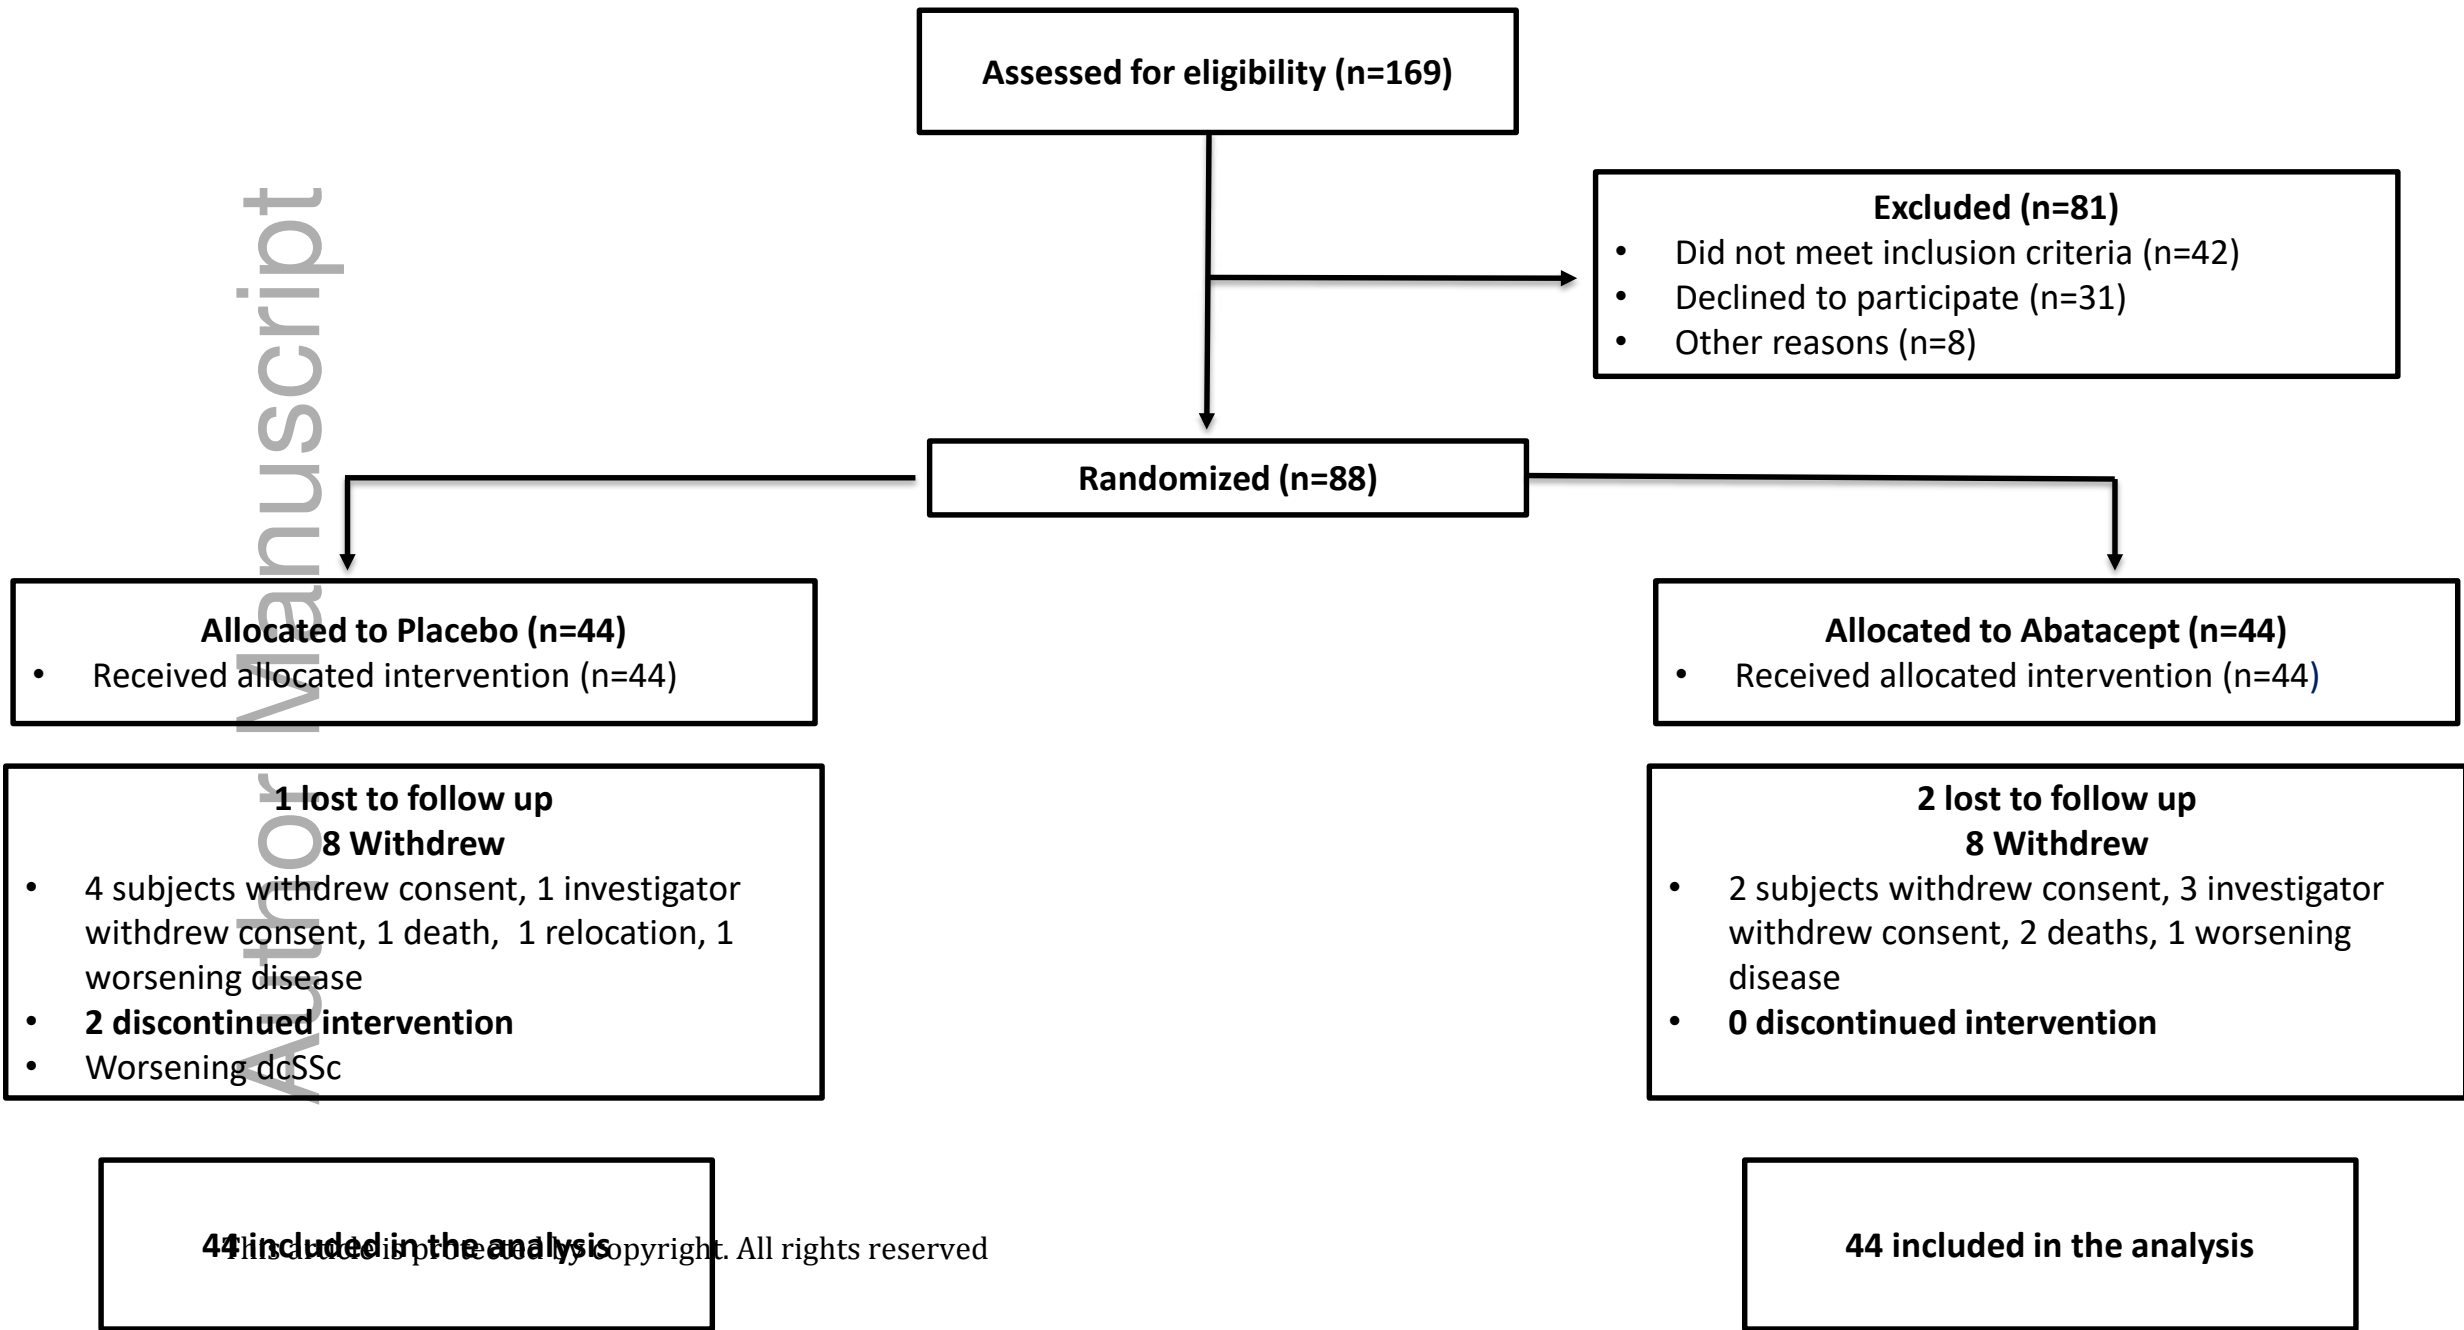 Assessed for eligibility (n=169)
Excluded (n=81)
• Did not meet inclusion criteria (n=42)
• Declined to participate (n=31)
• Other reasons (n=8)
Randomized (n=88)
Allocated to Placebo (n=44)
• Received allocated intervention (n=44)
Allocated to Abatacept (n=44)
• Received allocated intervention (n=44)
1 lost to follow up
8 Withdrew
• 4 subjects withdrew consent, 1 investigator
withdrew consent, 1 death, 1 relocation, 1
worsening disease
• 2 discontinued intervention
• Worsening dcSSc
2 lost to follow up
8 Withdrew
• 2 subjects withdrew consent, 3 investigator
withdrew consent, 2 deaths, 1 worsening
disease
• 0 discontinued intervention
44 included in the analysis
This article is protected by copyright. All rights reserved
44 included in the analysis
Author Manuscript